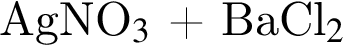 AgNO₃ + BaCl₂